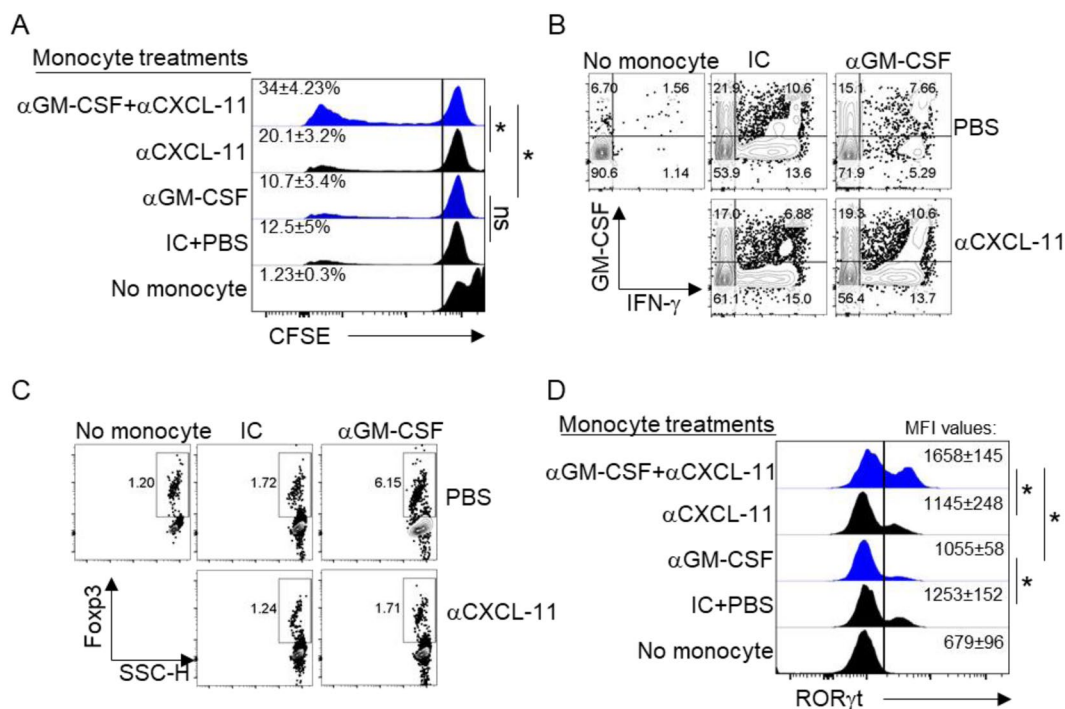 A
Monocyte treatments
αGM-CSF+αCXCL-11
34±4.23%
αCXCL-11
20.1±3.2%
*
*
αGM-CSF
10.7±3.4%
IC+PBS
12.5±5%
ns
No monocyte
1.23±0.3%
CFSE
B
No monocyte IC αGM-CSF
6.70 1.56 21.9 10.6 15.1 7.66
PBS
90.6 1.14 53.9 13.6 71.9 5.29
17.0 6.88 19.3 10.6
αCXCL-11
61.1 15.0 56.4 13.7
GM-CSF
IFN-γ
C
No monocyte IC αGM-CSF
1.20 1.72 6.15
PBS
1.24 1.71
αCXCL-11
Foxp3
SSC-H
D
Monocyte treatments MFI values:
αGM-CSF+αCXCL-11 1658±145
*
αCXCL-11 1145±248
*
αGM-CSF 1055±58
*
IC+PBS 1253±152
No monocyte 679±96
RORγt